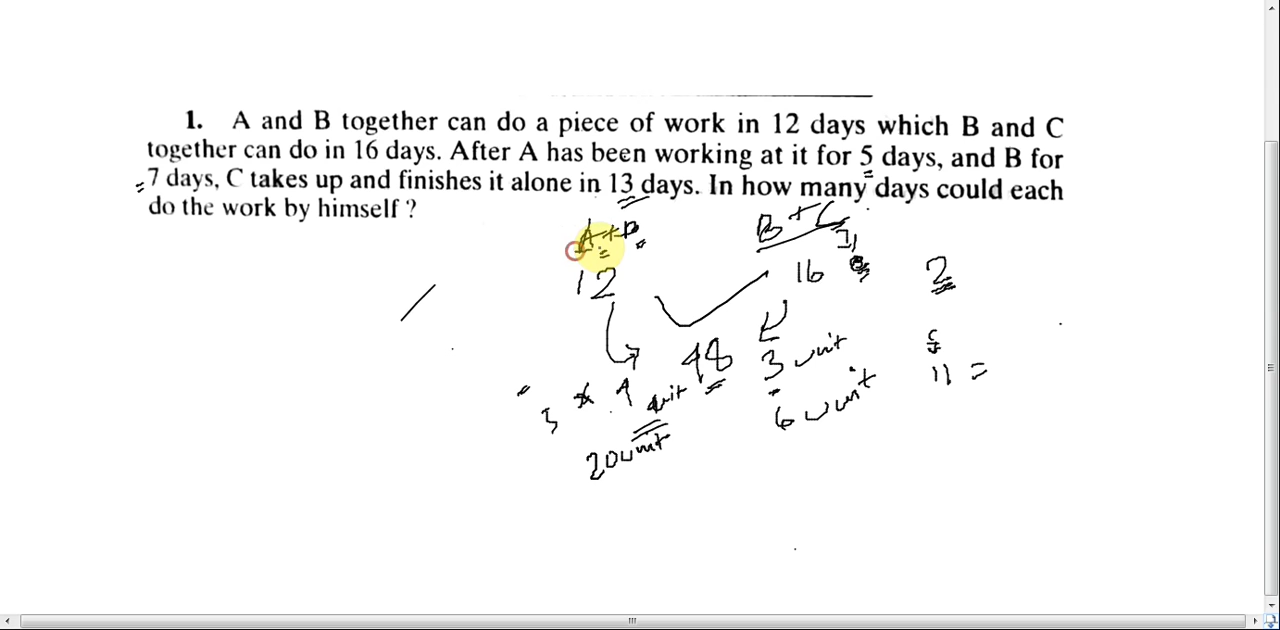 1. A and B together can do a piece of work in 12 days which B and C
together can do in 16 days. After A has been working at it for 5 days, and B for
7 days, C takes up and finishes it alone in 13 days. In how many days could each
do the work by himself ?
A+B B+C
12 16 2
48 3 unit
5 × 4 unit 6 unit 11 =
20 unit